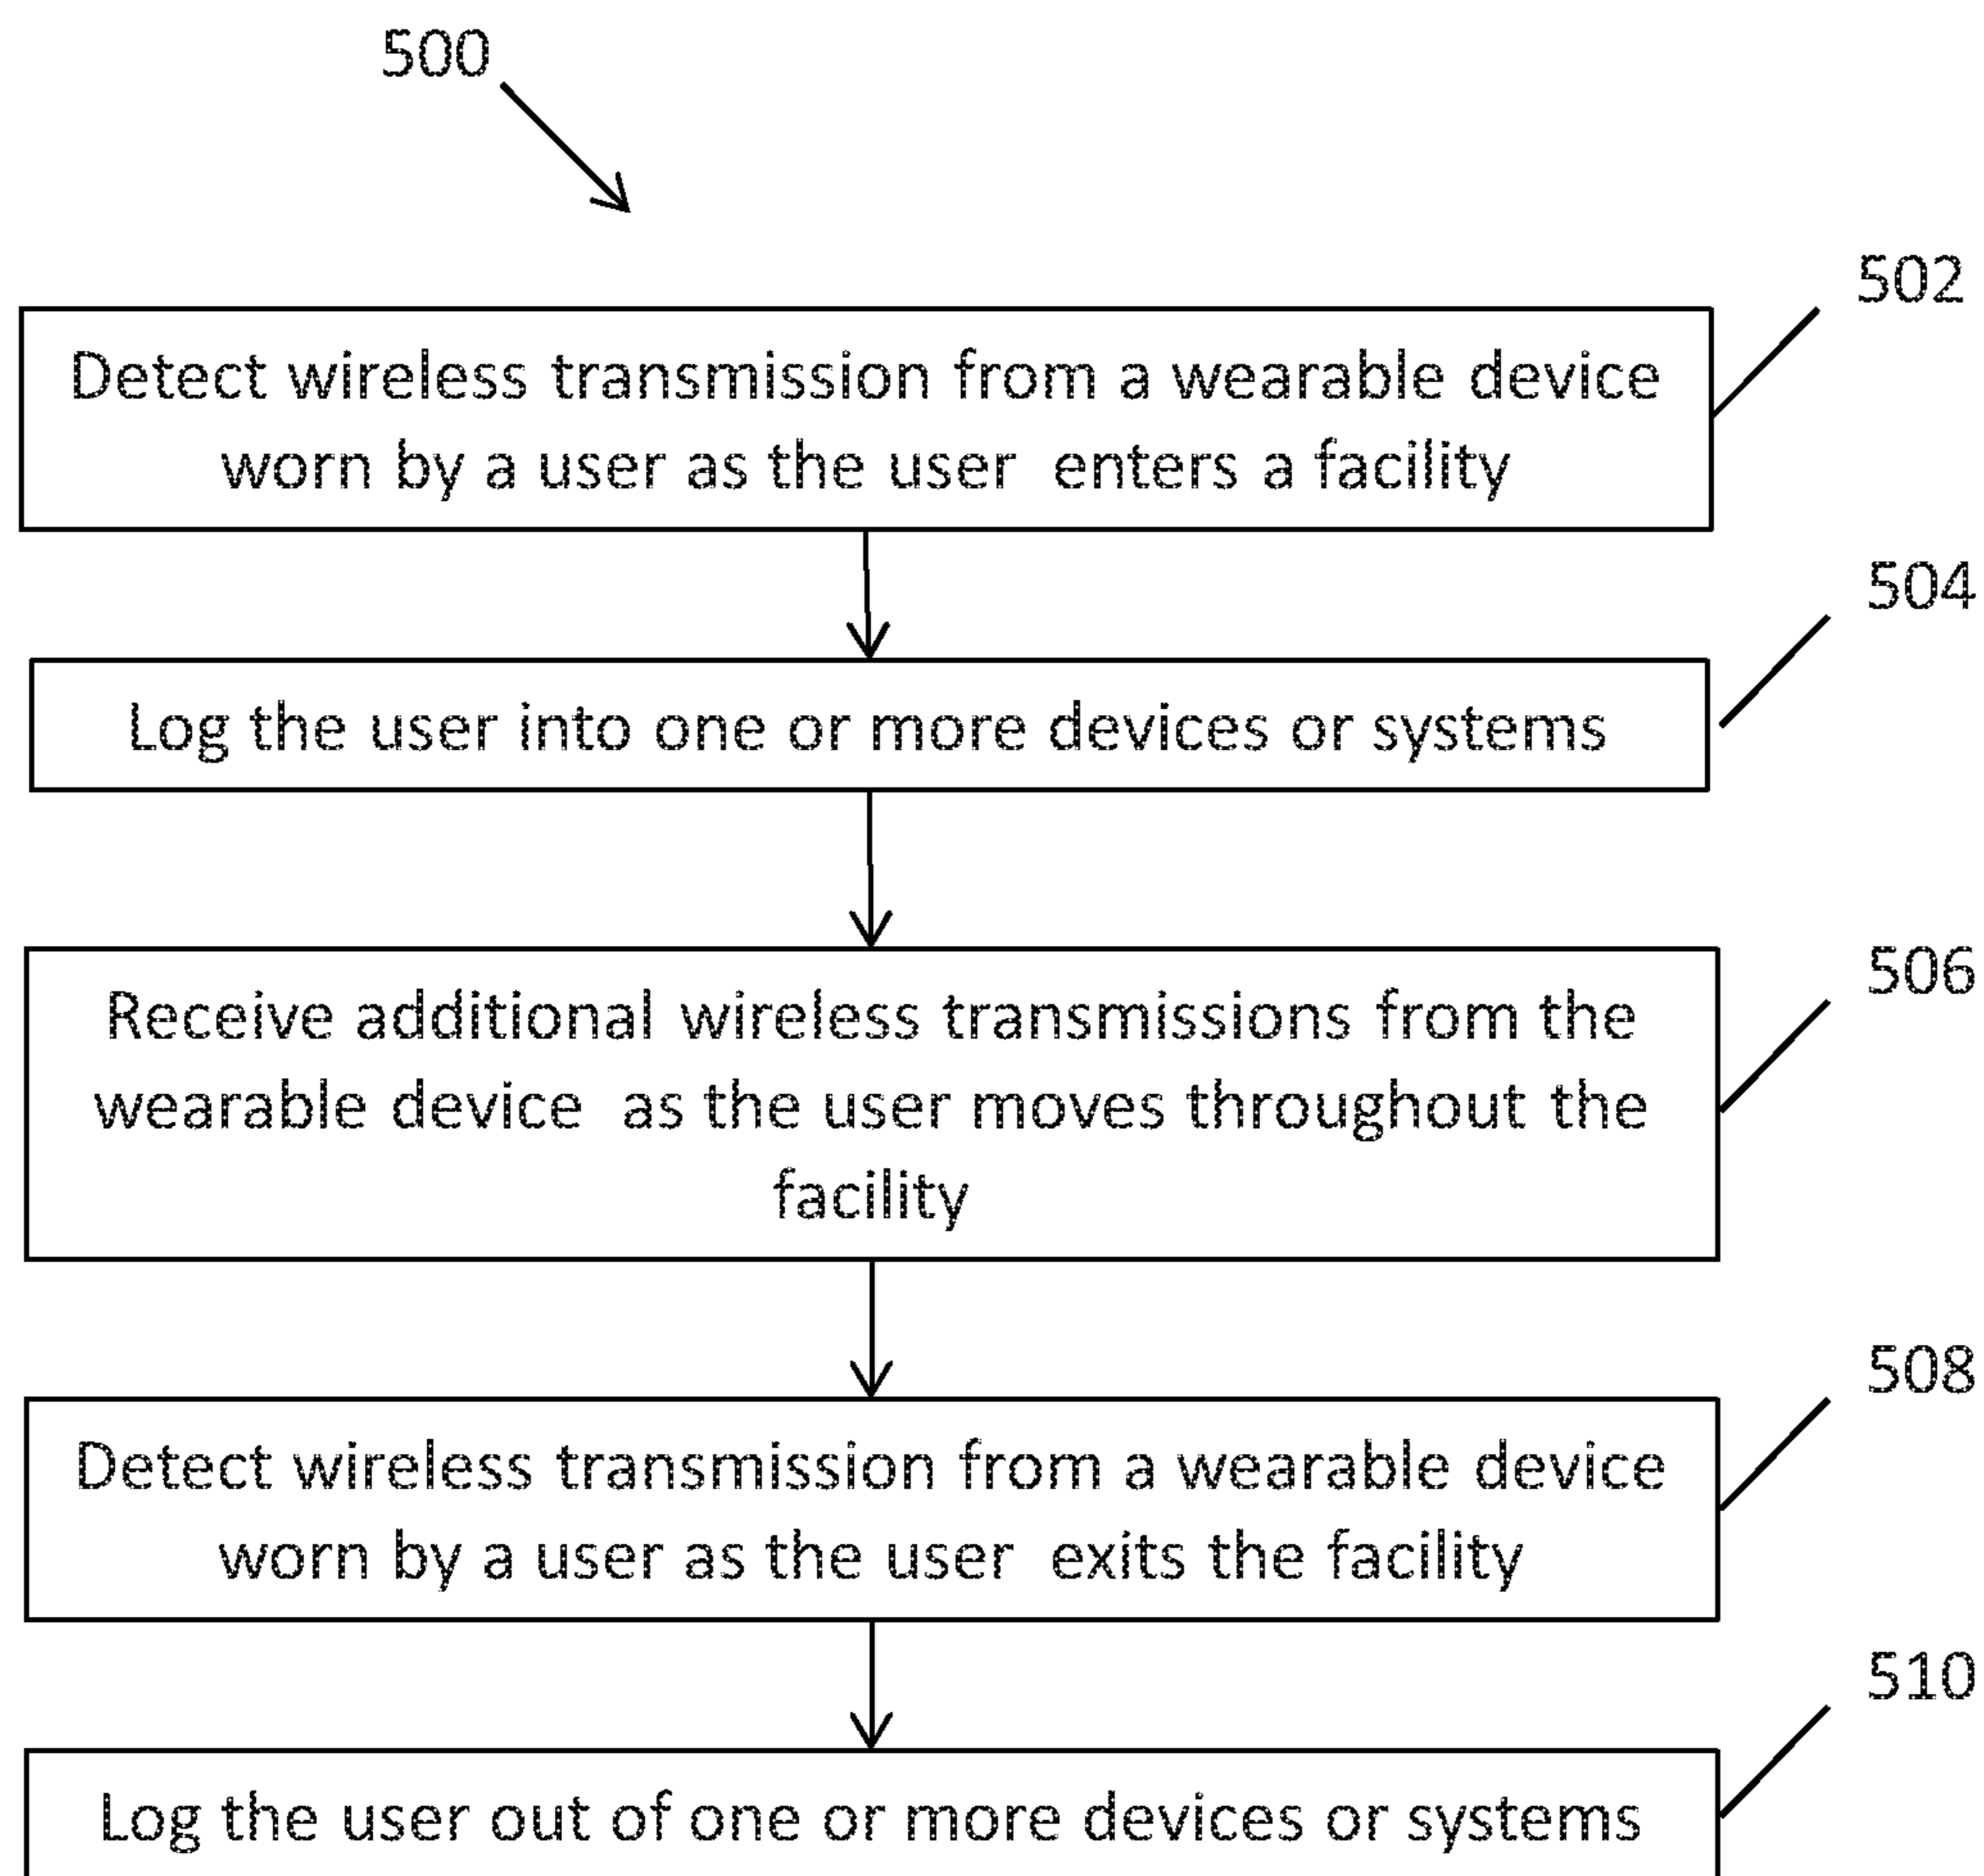 500
502
Detect wireless transmission from a wearable device
worn by a user as the user enters a facility
504
Log the user into one or more devices or systems
506
Receive additional wireless transmissions from the
wearable device as the user moves throughout the
facility
508
Detect wireless transmission from a wearable device
worn by a user as the user exits the facility
510
Log the user out of one or more devices or systems